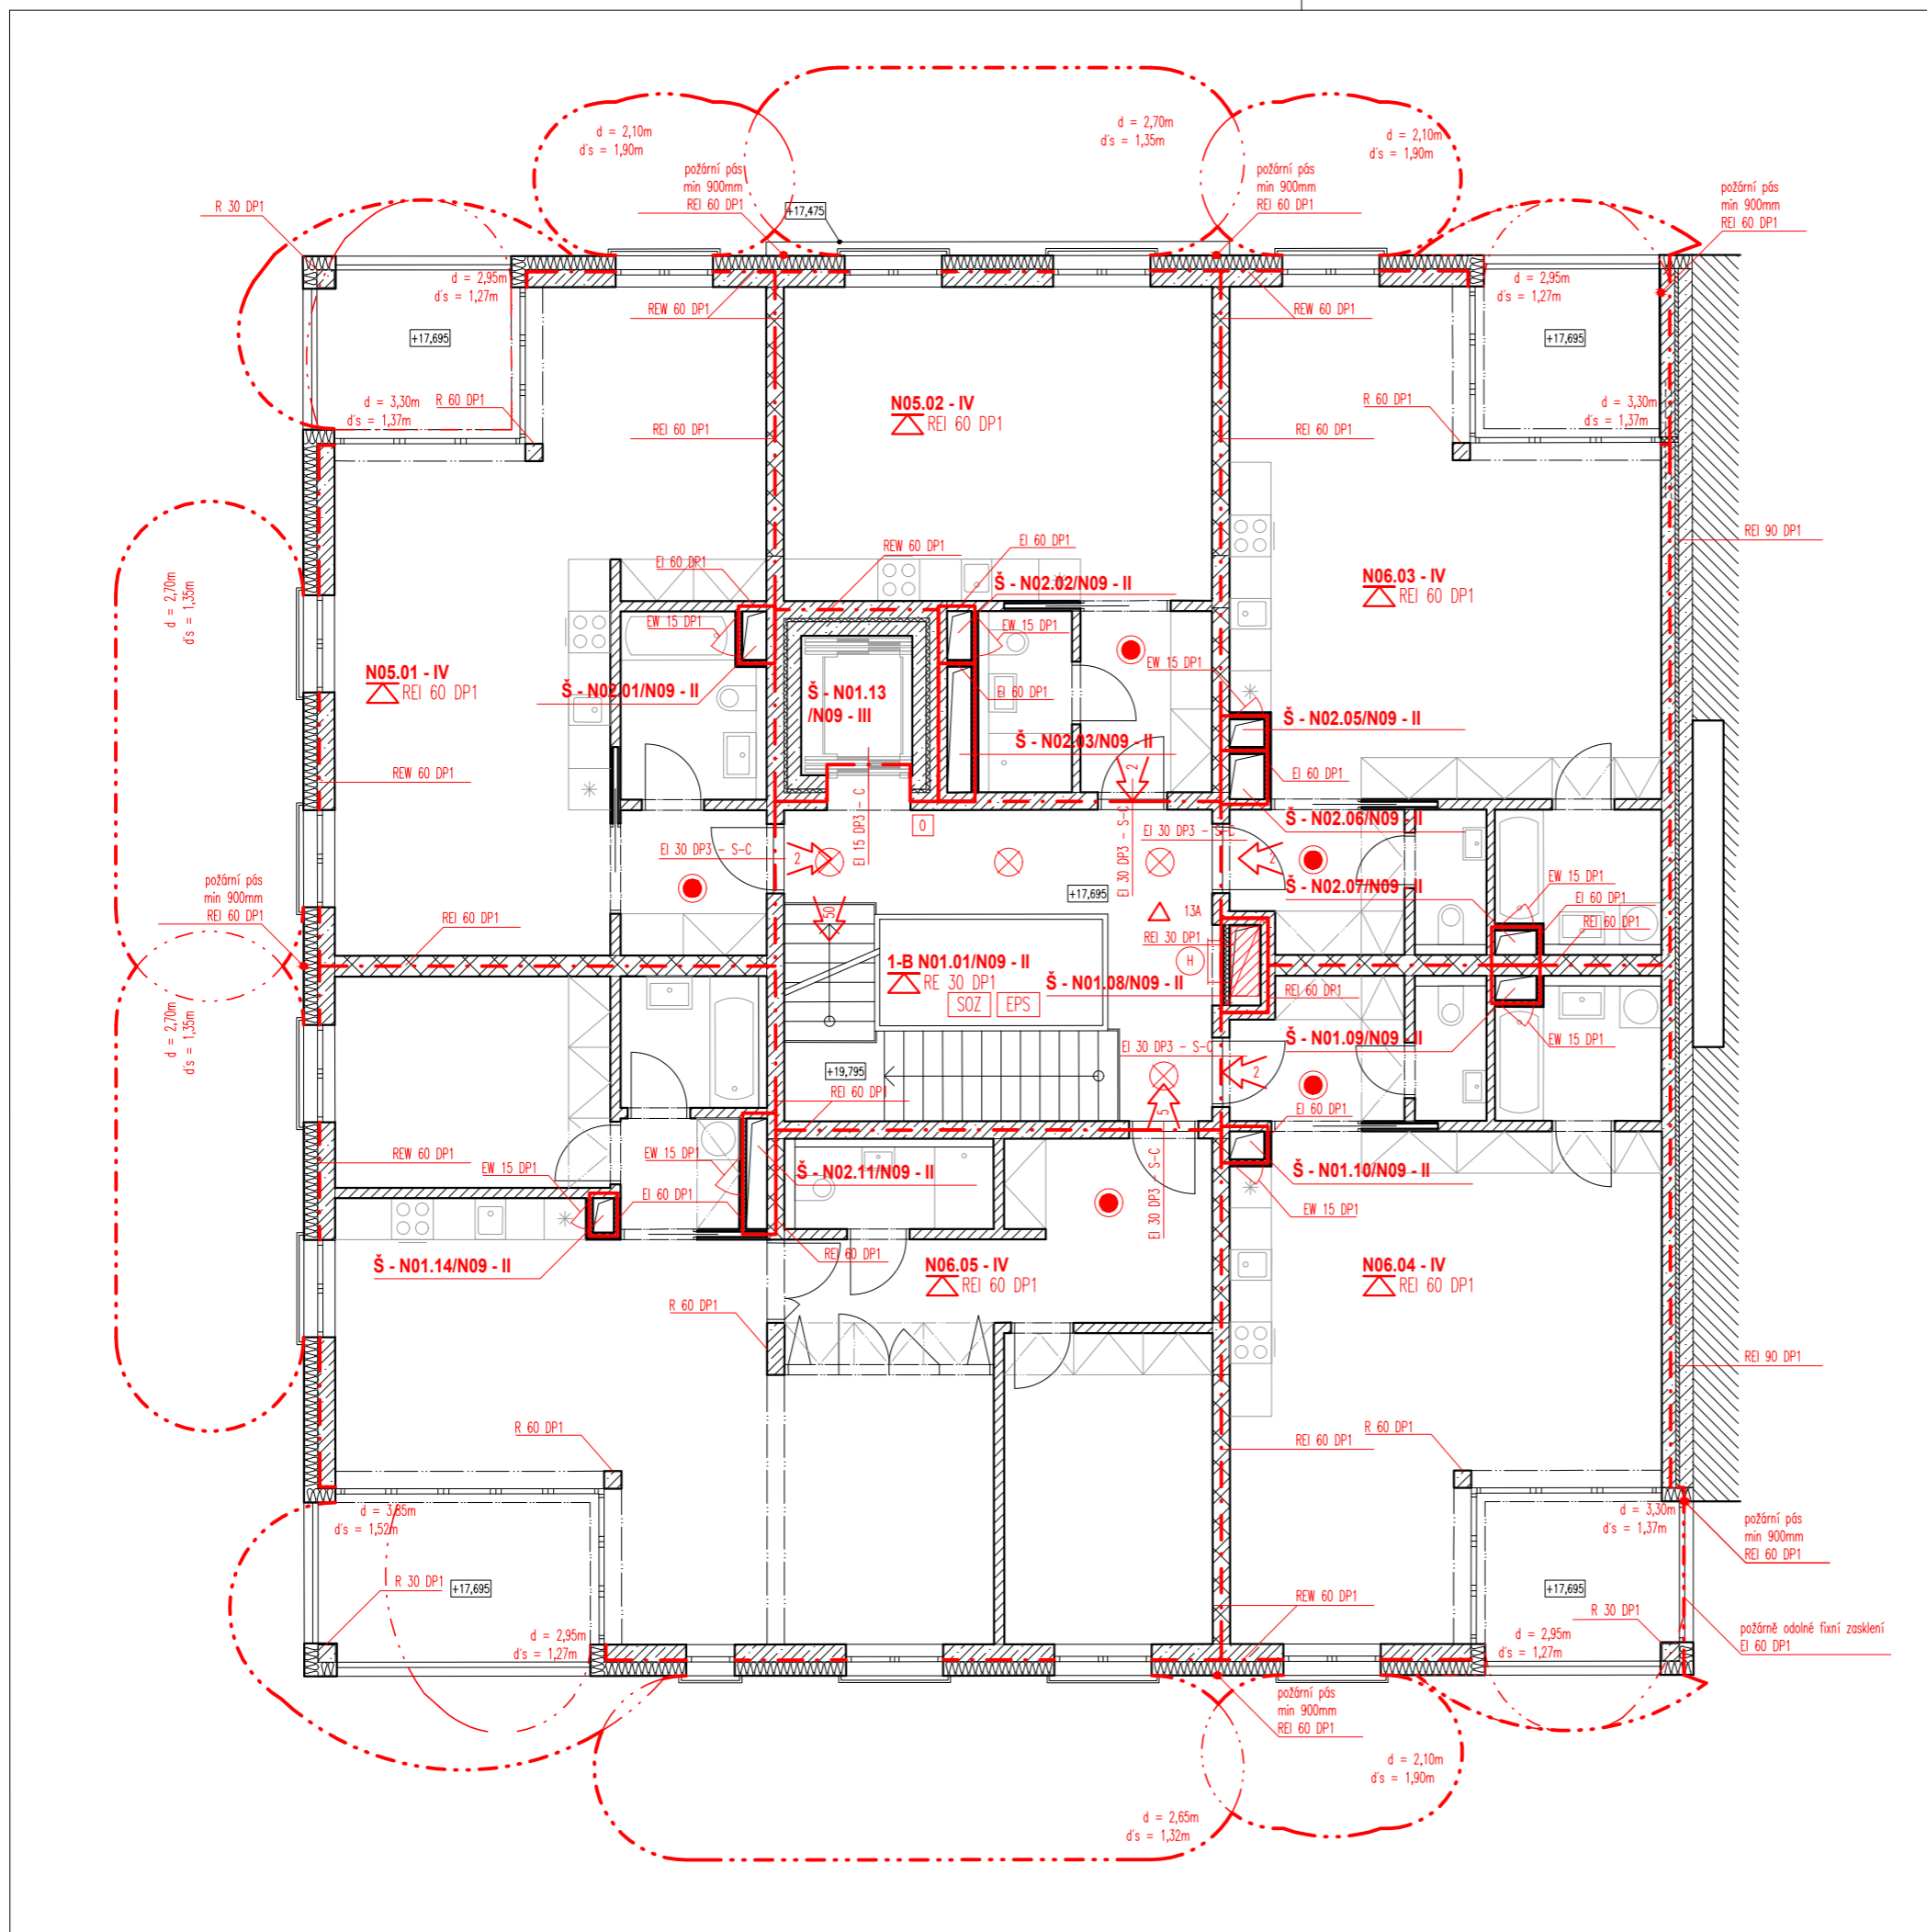 d = 2,10m
d's = 1,90m
d = 2,70m
d's = 1,35m
d = 2,10m
d's = 1,90m
požární pás
min 900mm
REI 60 DP1
požární pás
min 900mm
REI 60 DP1
požární pás
min 900mm
REI 60 DP1
R 30 DP1
+17,475
d = 2,95m
d's = 1,27m
d = 2,95m
d's = 1,27m
REW 60 DP1
REW 60 DP1
+17,695
+17,695
d = 3,30m
d's = 1,37m
R 60 DP1
REI 60 DP1
N05.02 - IV
REI 60 DP1
REI 60 DP1
R 60 DP1
d = 3,30m
d's = 1,37m
REI 90 DP1
d = 2,70m
d's = 1,35m
EI 60 DP1
REW 60 DP1
EI 60 DP1
Š - N02.02/N09 - II
N06.03 - IV
REI 60 DP1
EW 15 DP1
EW 15 DP1
EW 15 DP1
N05.01 - IV
REI 60 DP1
Š - N02.01/N09 - II
Š - N01.13
/N09 - III
EI 60 DP1
Š - N02.03/N09 - II
Š - N02.05/N09 - II
REW 60 DP1
EI 60 DP1
2
EI 15 DP3 - C
0
EI 30 DP3 - S-C
Š - N02.06/N09 - II
EI 30 DP3 - S-C
2
EI 30 DP3 - S-C
2
požární pás
min 900mm
REI 60 DP1
REI 60 DP1
50
+17,695
13A
Š - N02.07/N09 - II
EW 15 DP1
EI 60 DP1
REI 60 DP1
REI 30 DP1
H
1-B N01.01/N09 - II
RE 30 DP1
SOZ
EPS
Š - N01.08/N09 - II
REI 60 DP1
d = 2,70m
d's = 1,35m
EI 30 DP3 - S-C
Š - N01.09/N09 - II
EW 15 DP1
+19,795
REI 60 DP1
2
5
EI 60 DP1
REW 60 DP1
EW 15 DP1
EW 15 DP1
EI 60 DP1
Š - N02.11/N09 - II
EI 30 DP3 - S-C
Š - N01.10/N09 - II
EW 15 DP1
Š - N01.14/N09 - II
REI 60 DP1
N06.05 - IV
REI 60 DP1
N06.04 - IV
REI 60 DP1
R 60 DP1
REI 90 DP1
R 60 DP1
REI 60 DP1
R 60 DP1
d = 3,85m
d's = 1,52m
d = 3,30m
d's = 1,37m
požární pás
min 900mm
REI 60 DP1
R 30 DP1
+17,695
REW 60 DP1
+17,695
R 30 DP1
požárně odolné fixní zasklení
EI 60 DP1
d = 2,95m
d's = 1,27m
d = 2,95m
d's = 1,27m
požární pás
min 900mm
REI 60 DP1
d = 2,10m
d's = 1,90m
d = 2,65m
d's = 1,32m